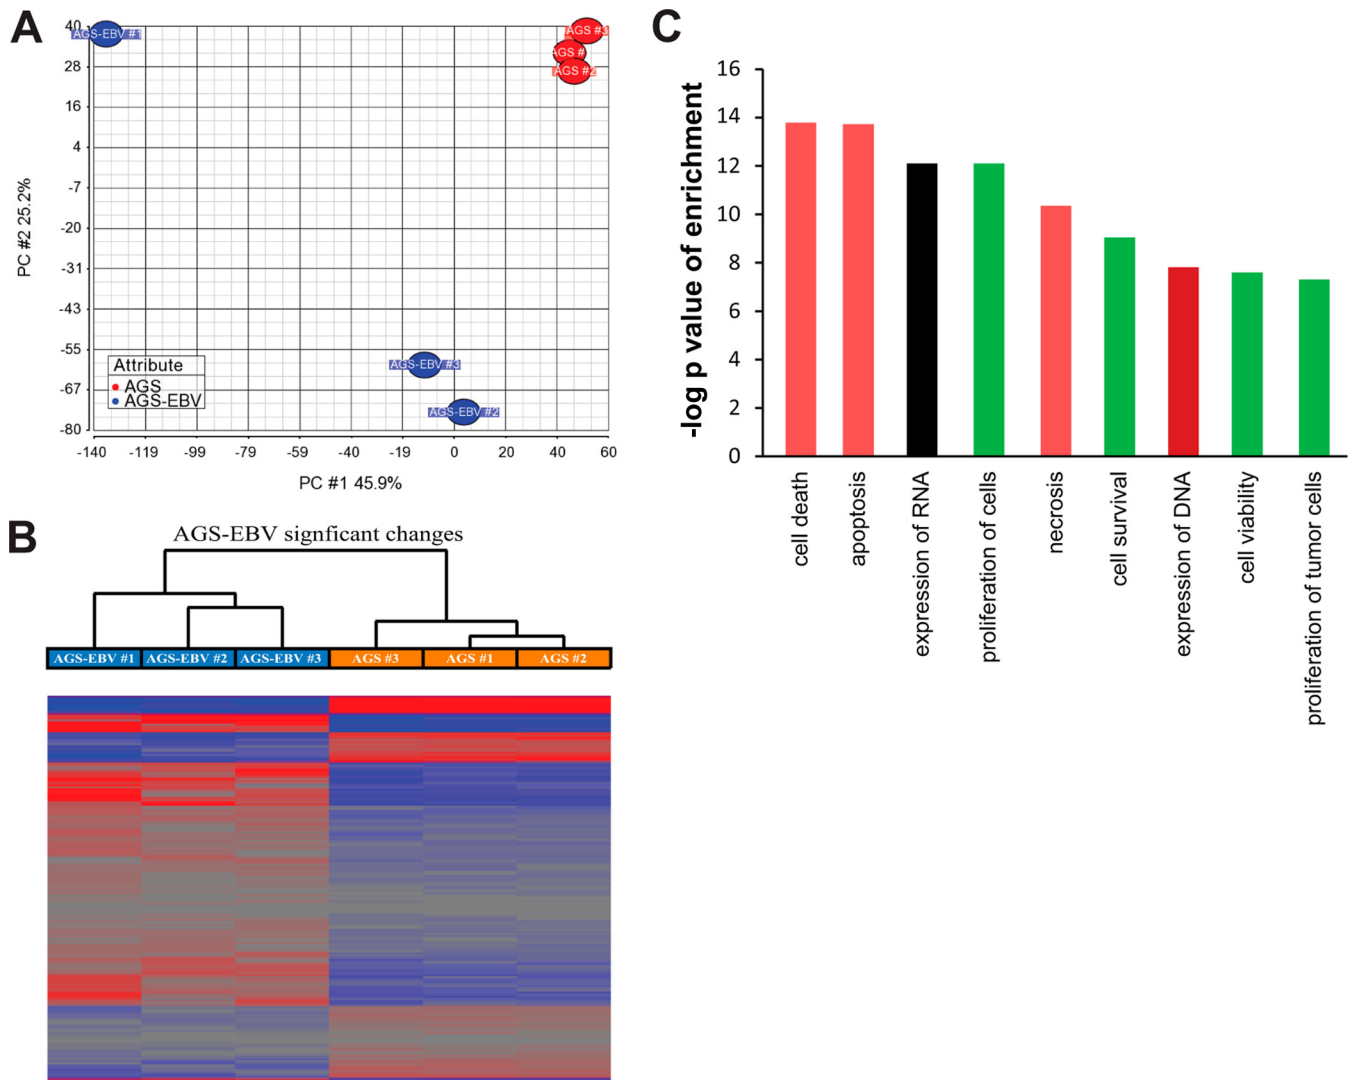 A
40
28
16
4
-7
-20
-31
-43
-55
-67
-80
-140
-119
-99
-79
-59
-40
-19
0
20
40
60
PC #2 25.2%
PC #1 45.9%
AGS-EBV #1
AGS #3
AGS #
AGS #2
AGS-EBV #3
AGS-EBV #2
Attribute
AGS
AGS-EBV
B
AGS-EBV signficant changes
AGS-EBV #1 AGS-EBV #2 AGS-EBV #3 AGS #3 AGS #1 AGS #2
C
-log p value of enrichment
16
14
12
10
8
6
4
2
0
cell death
apoptosis
expression of RNA
proliferation of cells
necrosis
cell survival
expression of DNA
cell viability
proliferation of tumor cells